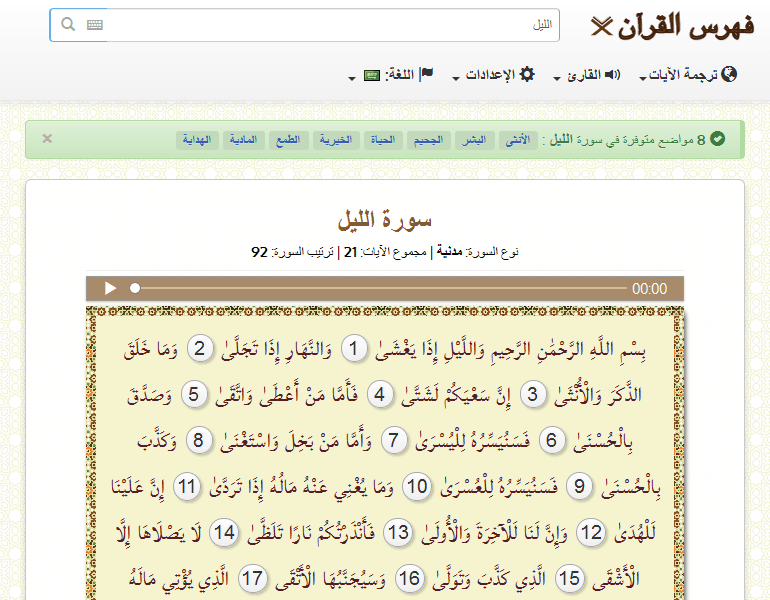 فهرس القرآن
الليل
ترجمة الآيات القارئ الإعدادات اللغة:
8 مواضع متوفرة في سورة الليل : الأنثى البشر الجحيم الحياة الخيرية الطمع المادية الهداية ×
سورة الليل
نوع السورة: مدنية | مجموع الآيات: 21 | ترتيب السورة: 92
00:00
بِسْمِ اللَّهِ الرَّحْمَٰنِ الرَّحِيمِ وَاللَّيْلِ إِذَا يَغْشَىٰ 1 وَالنَّهَارِ إِذَا تَجَلَّىٰ 2 وَمَا خَلَقَ
الذَّكَرَ وَالْأُنْثَىٰ 3 إِنَّ سَعْيَكُمْ لَشَتَّىٰ 4 فَأَمَّا مَنْ أَعْطَىٰ وَاتَّقَىٰ 5 وَصَدَّقَ
بِالْحُسْنَىٰ 6 فَسَنُيَسِّرُهُ لِلْيُسْرَىٰ 7 وَأَمَّا مَنْ بَخِلَ وَاسْتَغْنَىٰ 8 وَكَذَّبَ
بِالْحُسْنَىٰ 9 فَسَنُيَسِّرُهُ لِلْعُسْرَىٰ 10 وَمَا يُغْنِي عَنْهُ مَالُهُ إِذَا تَرَدَّىٰ 11 إِنَّ عَلَيْنَا
لَلْهُدَىٰ 12 وَإِنَّ لَنَا لَلْآخِرَةَ وَالْأُولَىٰ 13 فَأَنْذَرْتُكُمْ نَارًا تَلَظَّىٰ 14 لَا يَصْلَاهَا إِلَّا
الْأَشْقَى 15 الَّذِي كَذَّبَ وَتَوَلَّىٰ 16 وَسَيُجَنَّبُهَا الْأَتْقَى 17 الَّذِي يُؤْتِي مَالَهُ